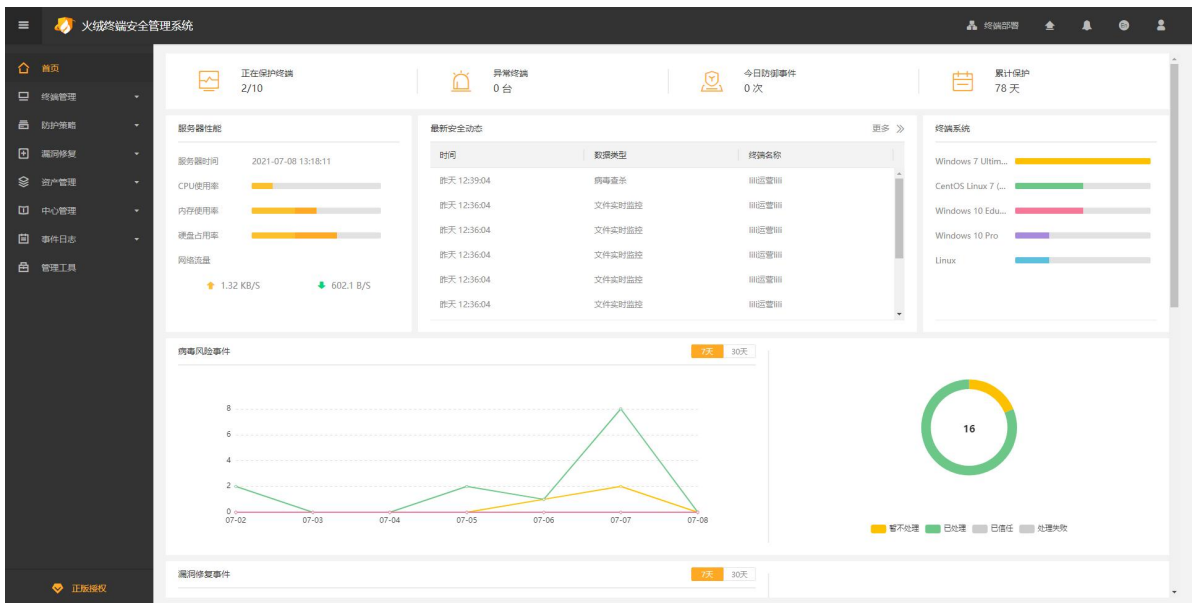 火绒终端安全管理系统
终端部署
首页
终端管理
防护策略
漏洞修复
资产管理
中心管理
事件日志
管理工具
正版授权
正在保护终端
2/10
异常终端
0 台
今日防御事件
0 次
累计保护
78 天
服务器性能
服务器时间 2021-07-08 13:18:11
CPU使用率
内存使用率
硬盘占用率
网络流量
1.32 KB/S 602.1 B/S
最新安全动态 更多
时间 数据类型 终端名称
昨天 12:39:04 病毒查杀 运营
昨天 12:36:04 文件实时监控 运营
昨天 12:36:04 文件实时监控 运营
昨天 12:36:04 文件实时监控 运营
昨天 12:36:04 文件实时监控 运营
昨天 12:36:04 文件实时监控 运营
终端系统
Windows 7 Ultim...
CentOS Linux 7 (...
Windows 10 Edu...
Windows 10 Pro
Linux
病毒风险事件 7天 30天
8
6
4
2
0
07-02 07-03 07-04 07-05 07-06 07-07 07-08
16
暂不处理 已处理 已信任 处理失败
漏洞修复事件 7天 30天